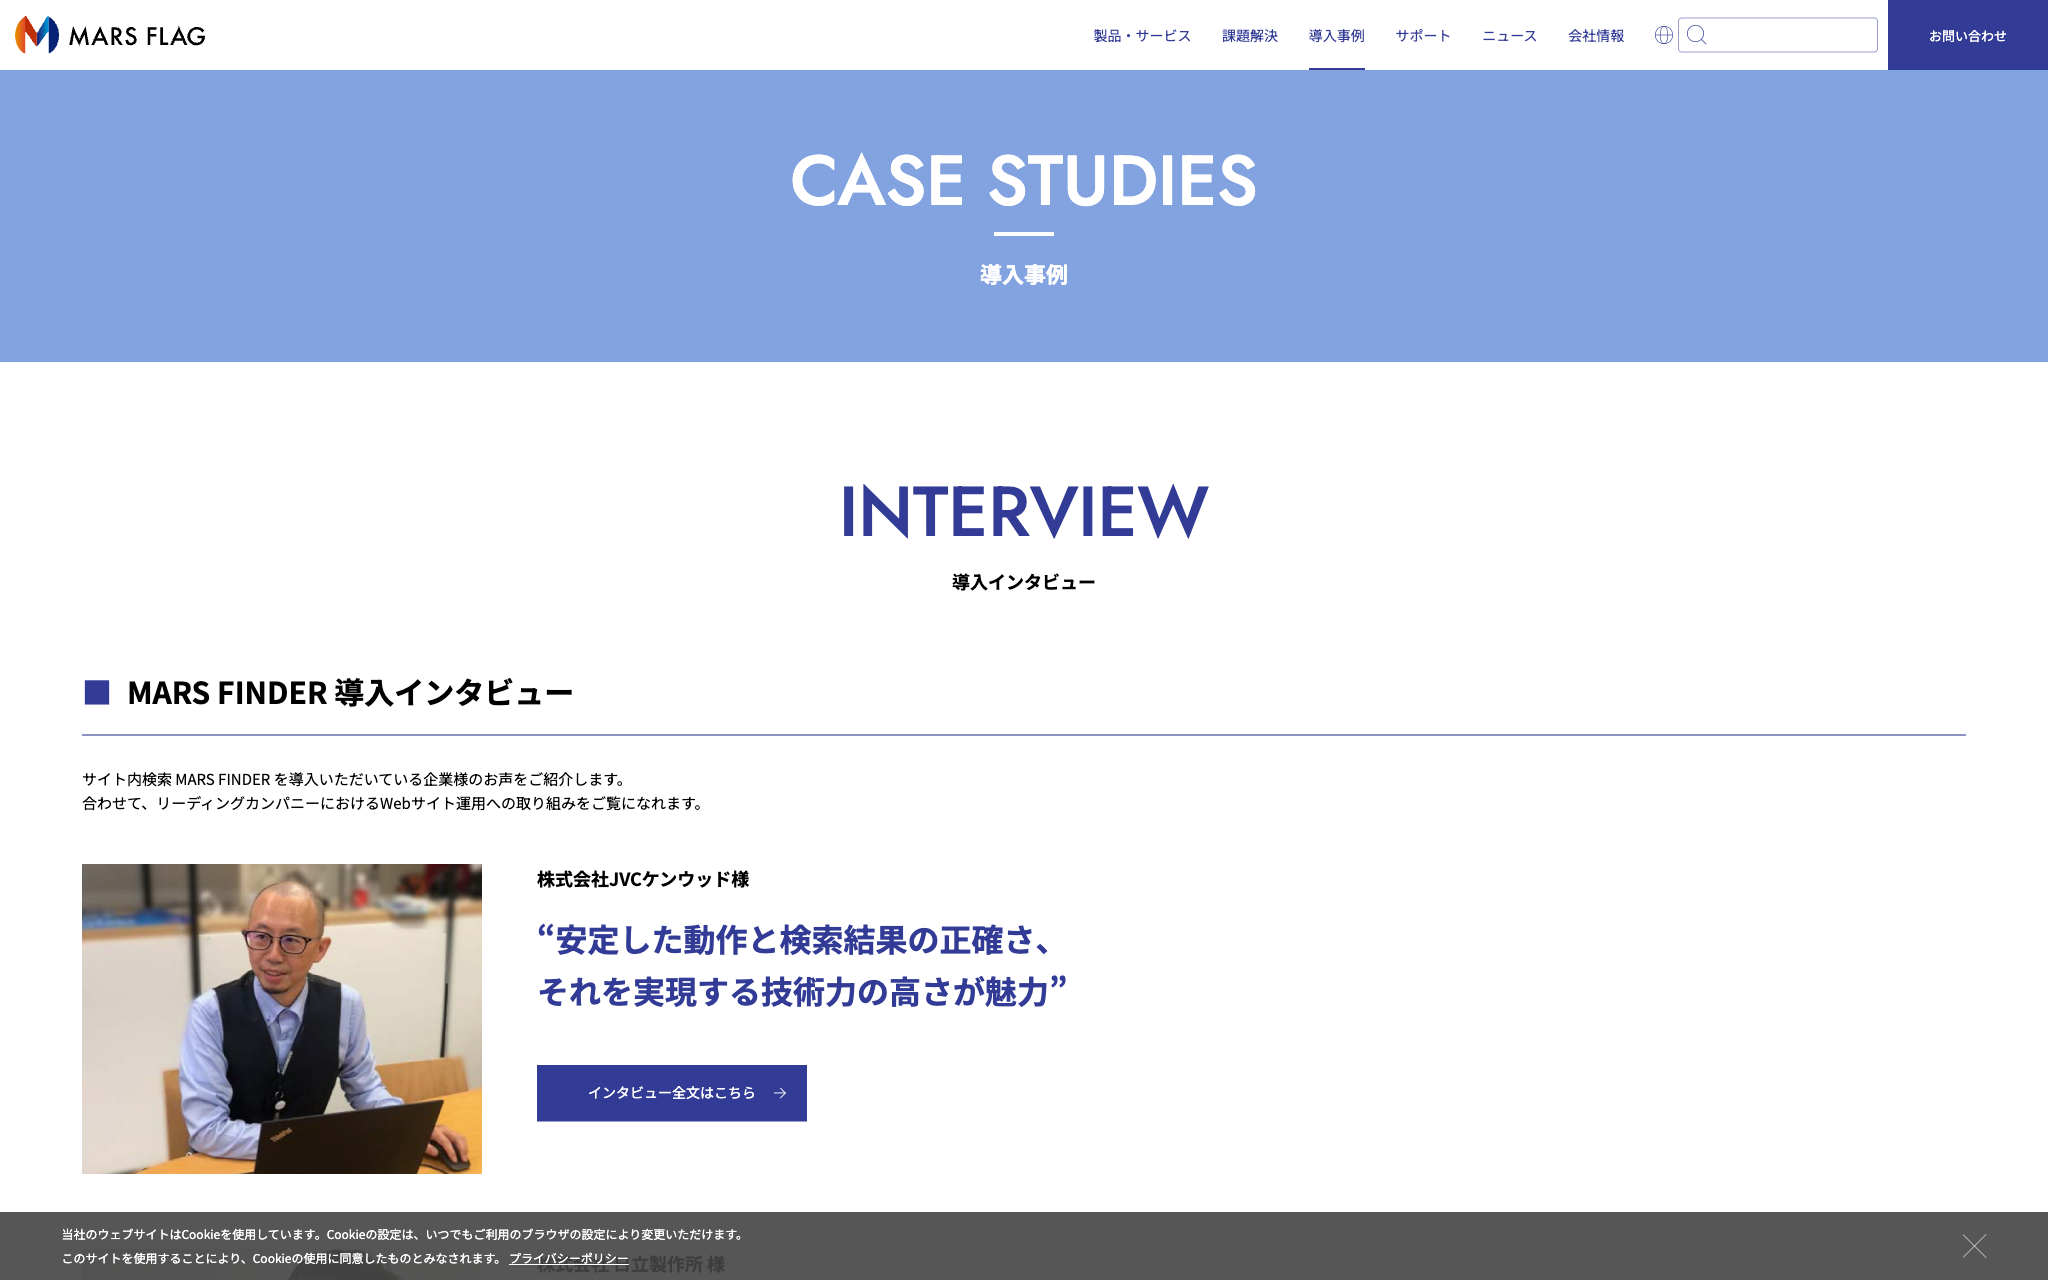 MARS FLAG
製品・サービス 課題解決 導入事例 サポート ニュース 会社情報 お問い合わせ
CASE STUDIES
導入事例
INTERVIEW
導入インタビュー
MARS FINDER 導入インタビュー
サイト内検索 MARS FINDER を導入いただいている企業様のお声をご紹介します。
合わせて、リーディングカンパニーにおけるWebサイト運用への取り組みをご覧になれます。
株式会社JVCケンウッド様
“安定した動作と検索結果の正確さ、
それを実現する技術力の高さが魅力”
インタビュー全文はこちら
ThinkPad
当社のウェブサイトはCookieを使用しています。Cookieの設定は、いつでもご利用のブラウザの設定により変更いただけます。
このサイトを使用することにより、Cookieの使用に同意したものとみなされます。 プライバシーポリシー
株式会社 日立製作所 様